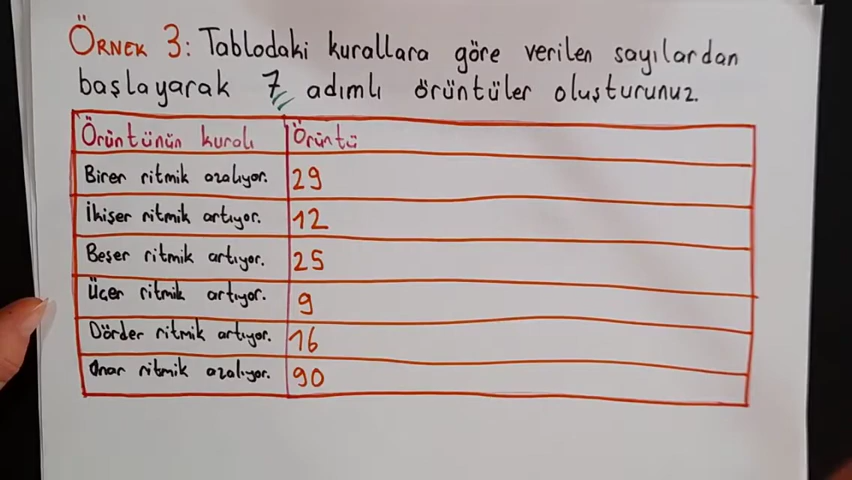 ÖRNEK 3: Tablodaki kurallara göre verilen sayılardan
başlayarak 7 adımlı örüntüler oluşturunuz.
Örüntünün kuralı Örüntü
Birer ritmik azalıyor. 29
İkişer ritmik artıyor. 12
Beşer ritmik artıyor. 25
Üçer ritmik artıyor. 9
Dörder ritmik artıyor. 16
Onar ritmik azalıyor. 90